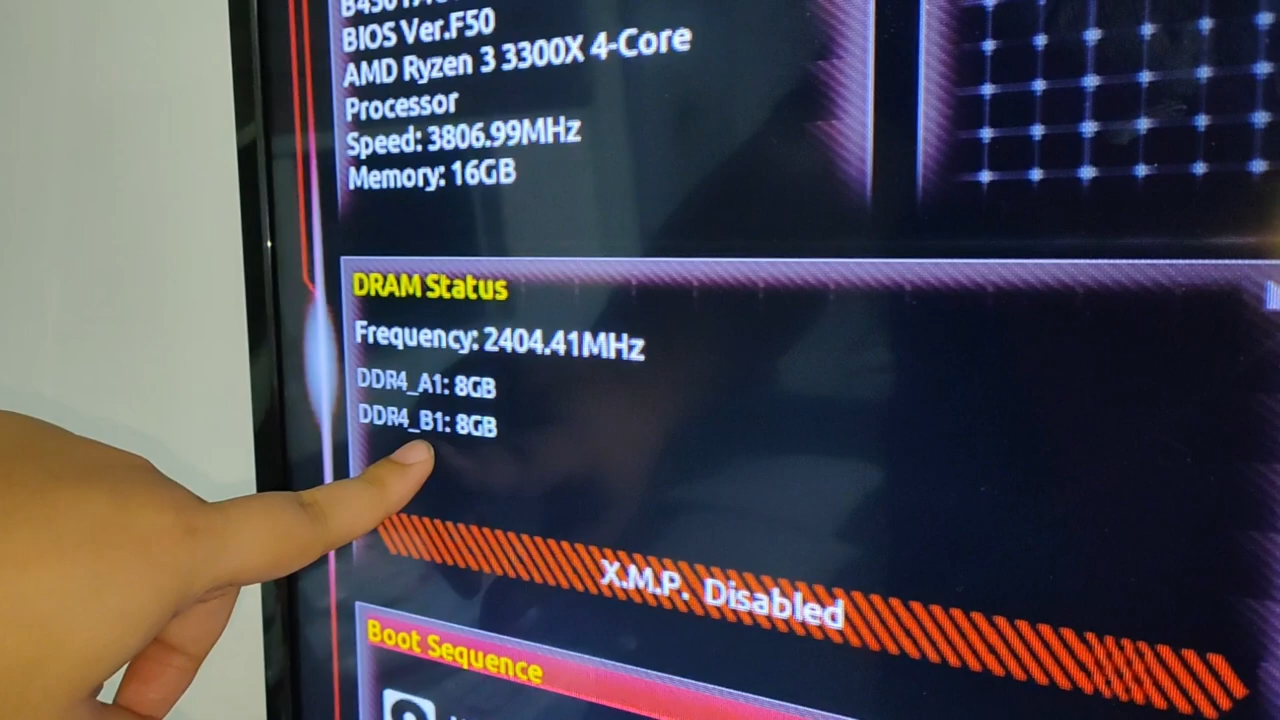 BIOS Ver.F50
AMD Ryzen 3 3300X 4-Core
Processor
Speed: 3806.99MHz
Memory: 16GB
DRAM Status
Frequency: 2404.41MHz
DDR4_A1: 8GB
DDR4_B1: 8GB
X.M.P. Disabled
Boot Sequence